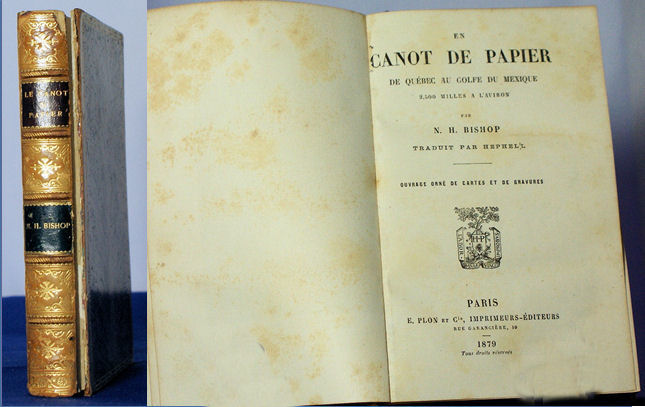 LE CANOT
PAPIER
N. H. BISHOP
EN
CANOT DE PAPIER
DE QUÉBEC AU GOLFE DU MEXIQUE
2,500 MILLES A L'AVIRON
PAR
N. H. BISHOP
TRADUIT PAR HEPHELL
OUVRAGE ORNÉ DE CARTES ET DE GRAVURES
PARIS
E. PLON ET Cie, IMPRIMEURS-ÉDITEURS
RUE GARANCIÈRE, 10
1879
Tous droits réservés